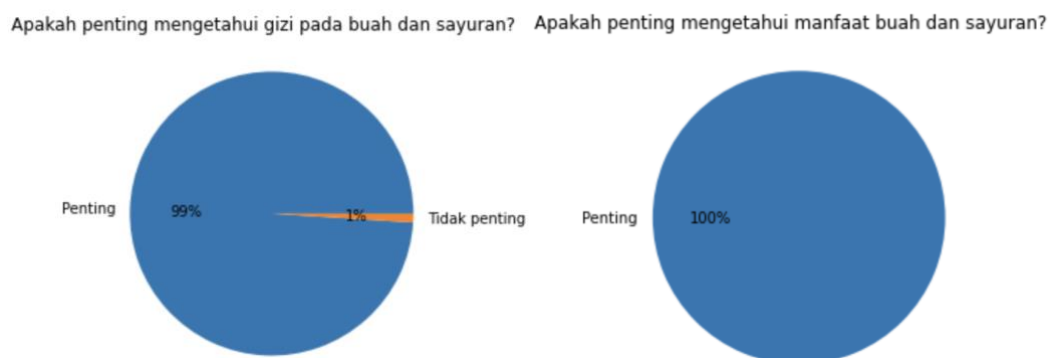 Apakah penting mengetahui gizi pada buah dan sayuran?
Penting
99%
1%
Tidak penting
Apakah penting mengetahui manfaat buah dan sayuran?
Penting
100%